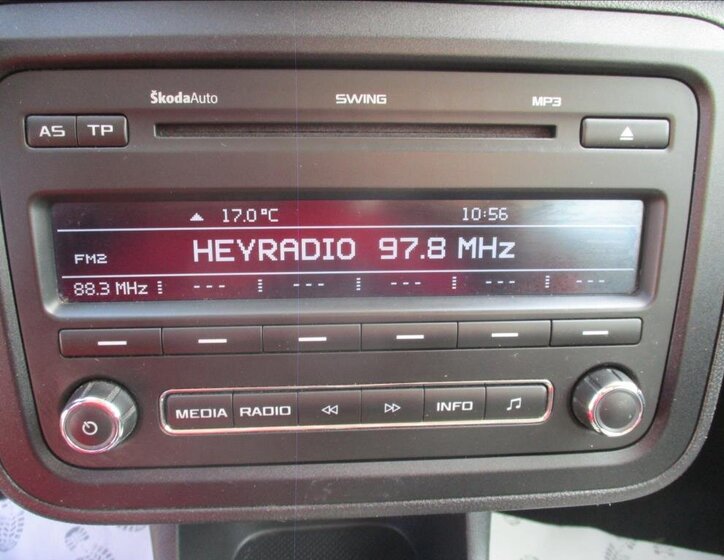 ŠkodaAuto SWING MP3
AS TP
17.0 °C 10:56
HEYRADIO 97.8 MHz
FM2
88.3 MHz --- --- --- --- ---
MEDIA RADIO INFO